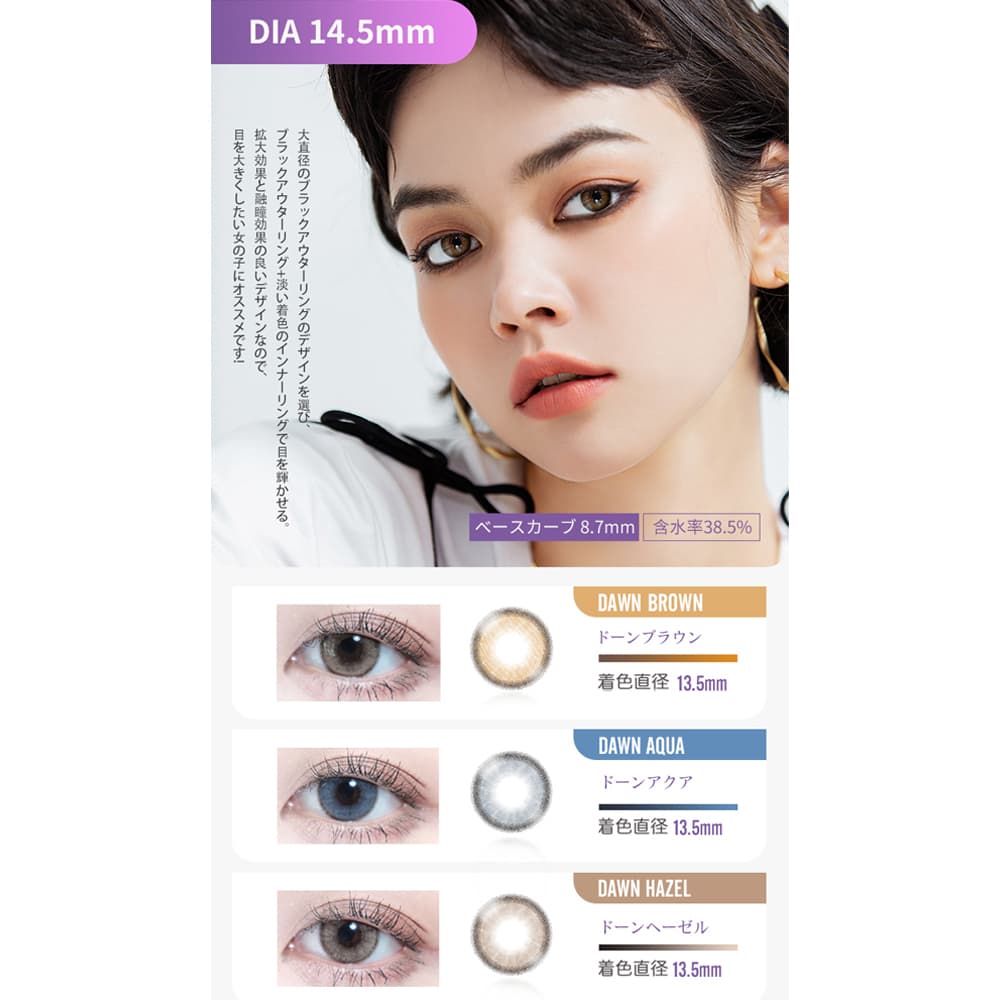 DIA 14.5mm
大直径のブラックアウターリングのデザインを選び、
ブラックアウターリング+淡い着色のインナーリングで目を輝かせる。
拡大効果と融瞳効果の良いデザインなので、
目を大きくしたい女の子にオススメです!
ベースカーブ 8.7mm
含水率38.5%
DAWN BROWN
ドーンブラウン
着色直径 13.5mm
DAWN AQUA
ドーンアクア
着色直径 13.5mm
DAWN HAZEL
ドーンヘーゼル
着色直径 13.5mm